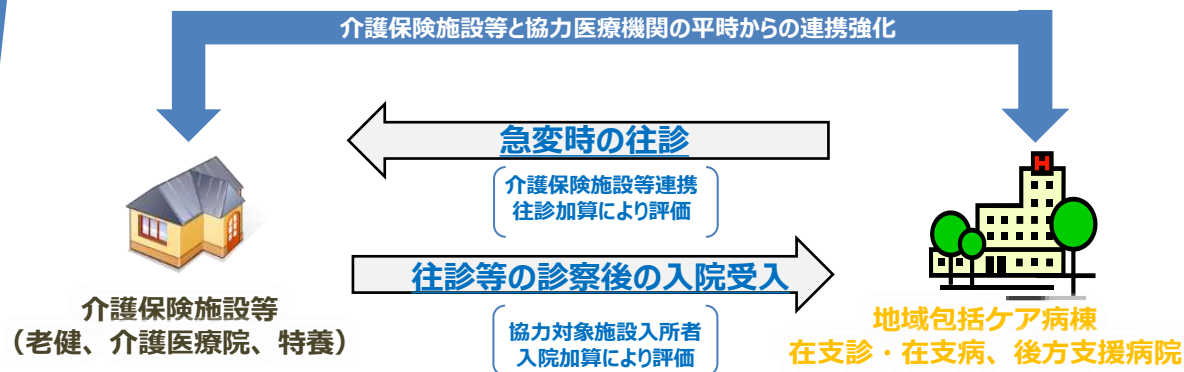 介護保険施設等と協力医療機関の平時からの連携強化
急変時の往診
介護保険施設等連携
往診加算により評価
H
往診等の診察後の入院受入
介護保険施設等
（老健、介護医療院、特養）
協力対象施設入所者
入院加算により評価
地域包括ケア病棟
在支診・在支病、後方支援病院